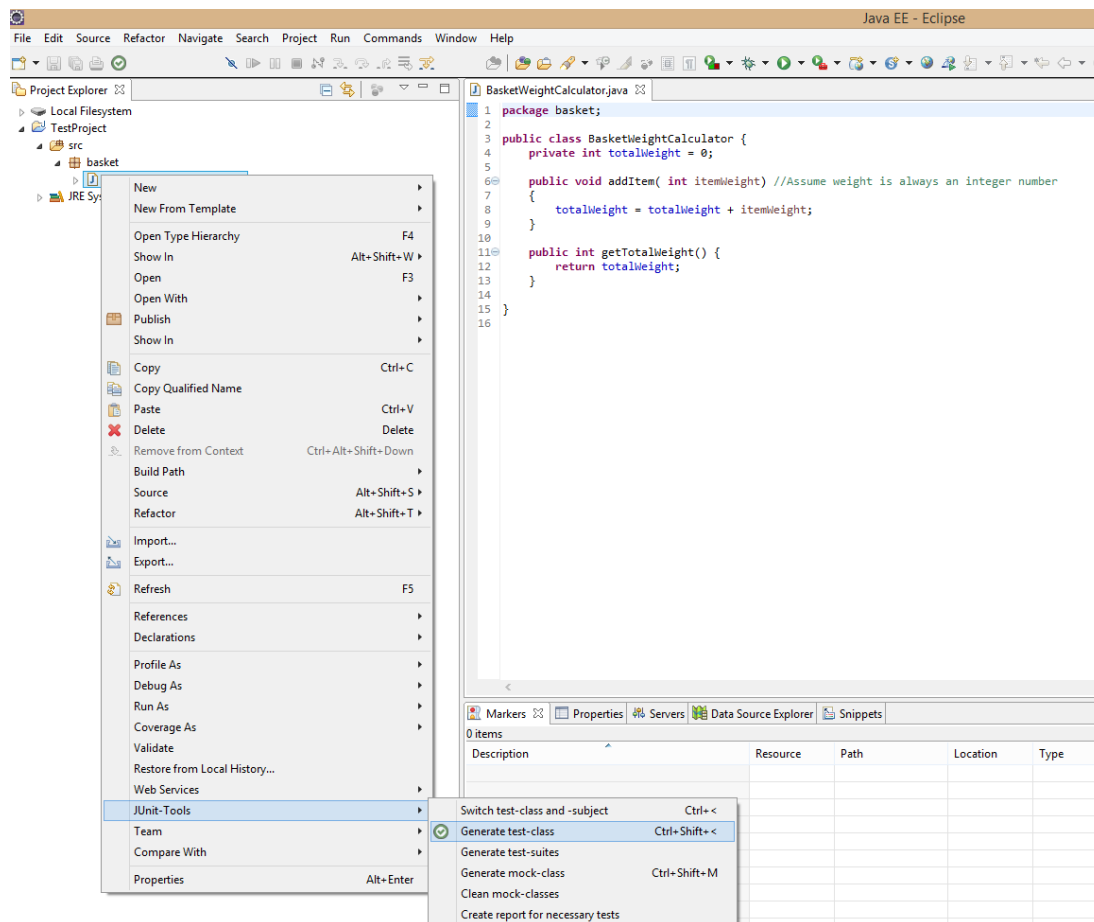 Java EE - Eclipse
File Edit Source Refactor Navigate Search Project Run Commands Window Help
Project Explorer
Local Filesystem
TestProject
src
basket
JRE Sy
New
New From Template
Open Type Hierarchy F4
Show In Alt+Shift+W
Open F3
Open With
Publish
Show In
Copy Ctrl+C
Copy Qualified Name
Paste Ctrl+V
Delete Delete
Remove from Context Ctrl+Alt+Shift+Down
Build Path
Source Alt+Shift+S
Refactor Alt+Shift+T
Import...
Export...
Refresh F5
References
Declarations
Profile As
Debug As
Run As
Coverage As
Validate
Restore from Local History...
Web Services
JUnit-Tools
Team
Compare With
Properties Alt+Enter
Switch test-class and -subject Ctrl+<
Generate test-class Ctrl+Shift+<
Generate test-suites
Generate mock-class Ctrl+Shift+M
Clean mock-classes
Create report for necessary tests
BasketWeightCalculator.java
1 package basket;
2
3 public class BasketWeightCalculator {
4 private int totalWeight = 0;
5
6 public void addItem( int itemWeight) //Assume weight is always an integer number
7 {
8 totalWeight = totalWeight + itemWeight;
9 }
10
11 public int getTotalWeight() {
12 return totalWeight;
13 }
14
15 }
16
Markers Properties Servers Data Source Explorer Snippets
0 items
Description Resource Path Location Type